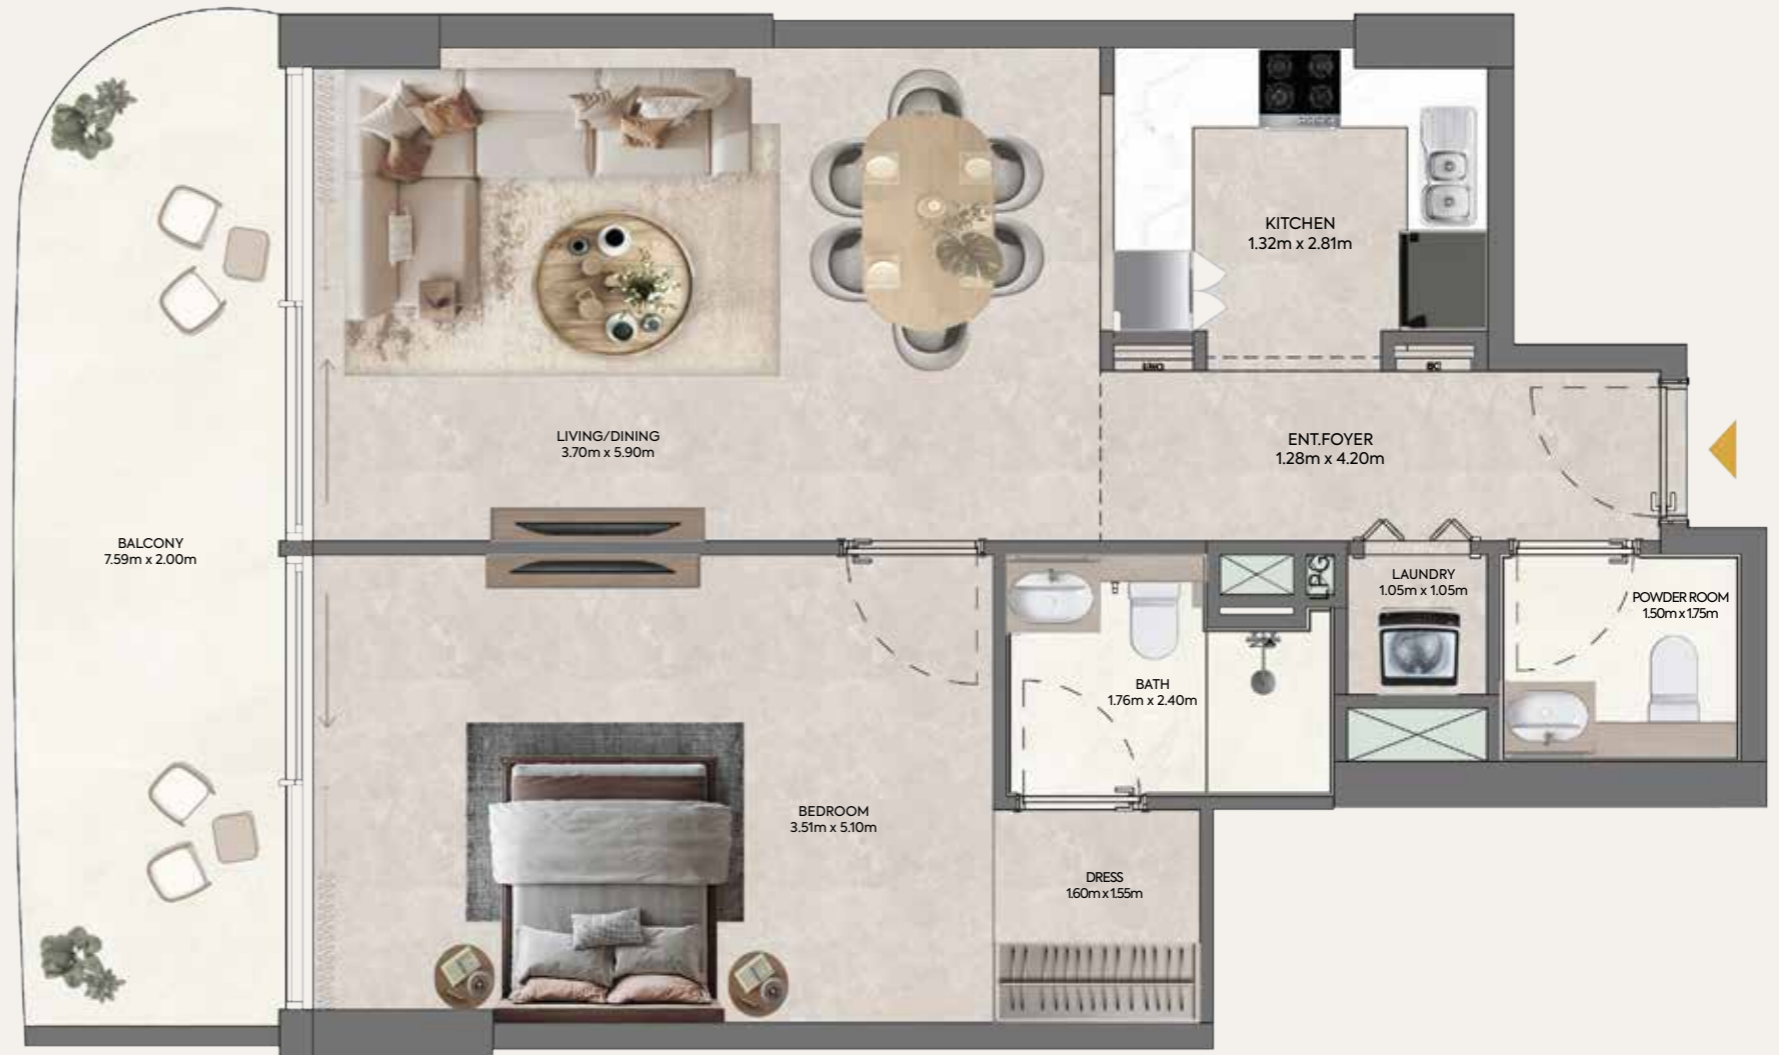 KITCHEN
1.32m x 2.81m
LIVING/DINING
3.70m x 5.90m
ENT.FOYER
1.28m x 4.20m
BALCONY
7.59m x 2.00m
LPG
LAUNDRY
1.05m x 1.05m
POWDER ROOM
1.50m x 1.75m
BATH
1.76m x 2.40m
BEDROOM
3.51m x 5.10m
DRESS
1.60m x 1.55m